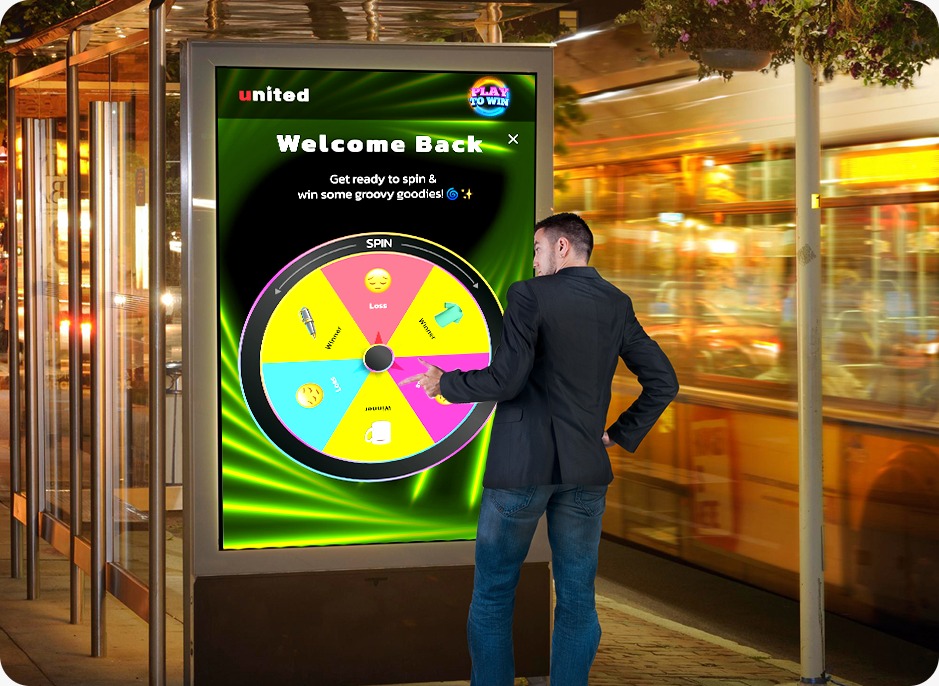 united
PLAY
TO WIN
Welcome Back
Get ready to spin &
win some groovy goodies!
SPIN
Loss
Winner
Winner
Loss
Winner